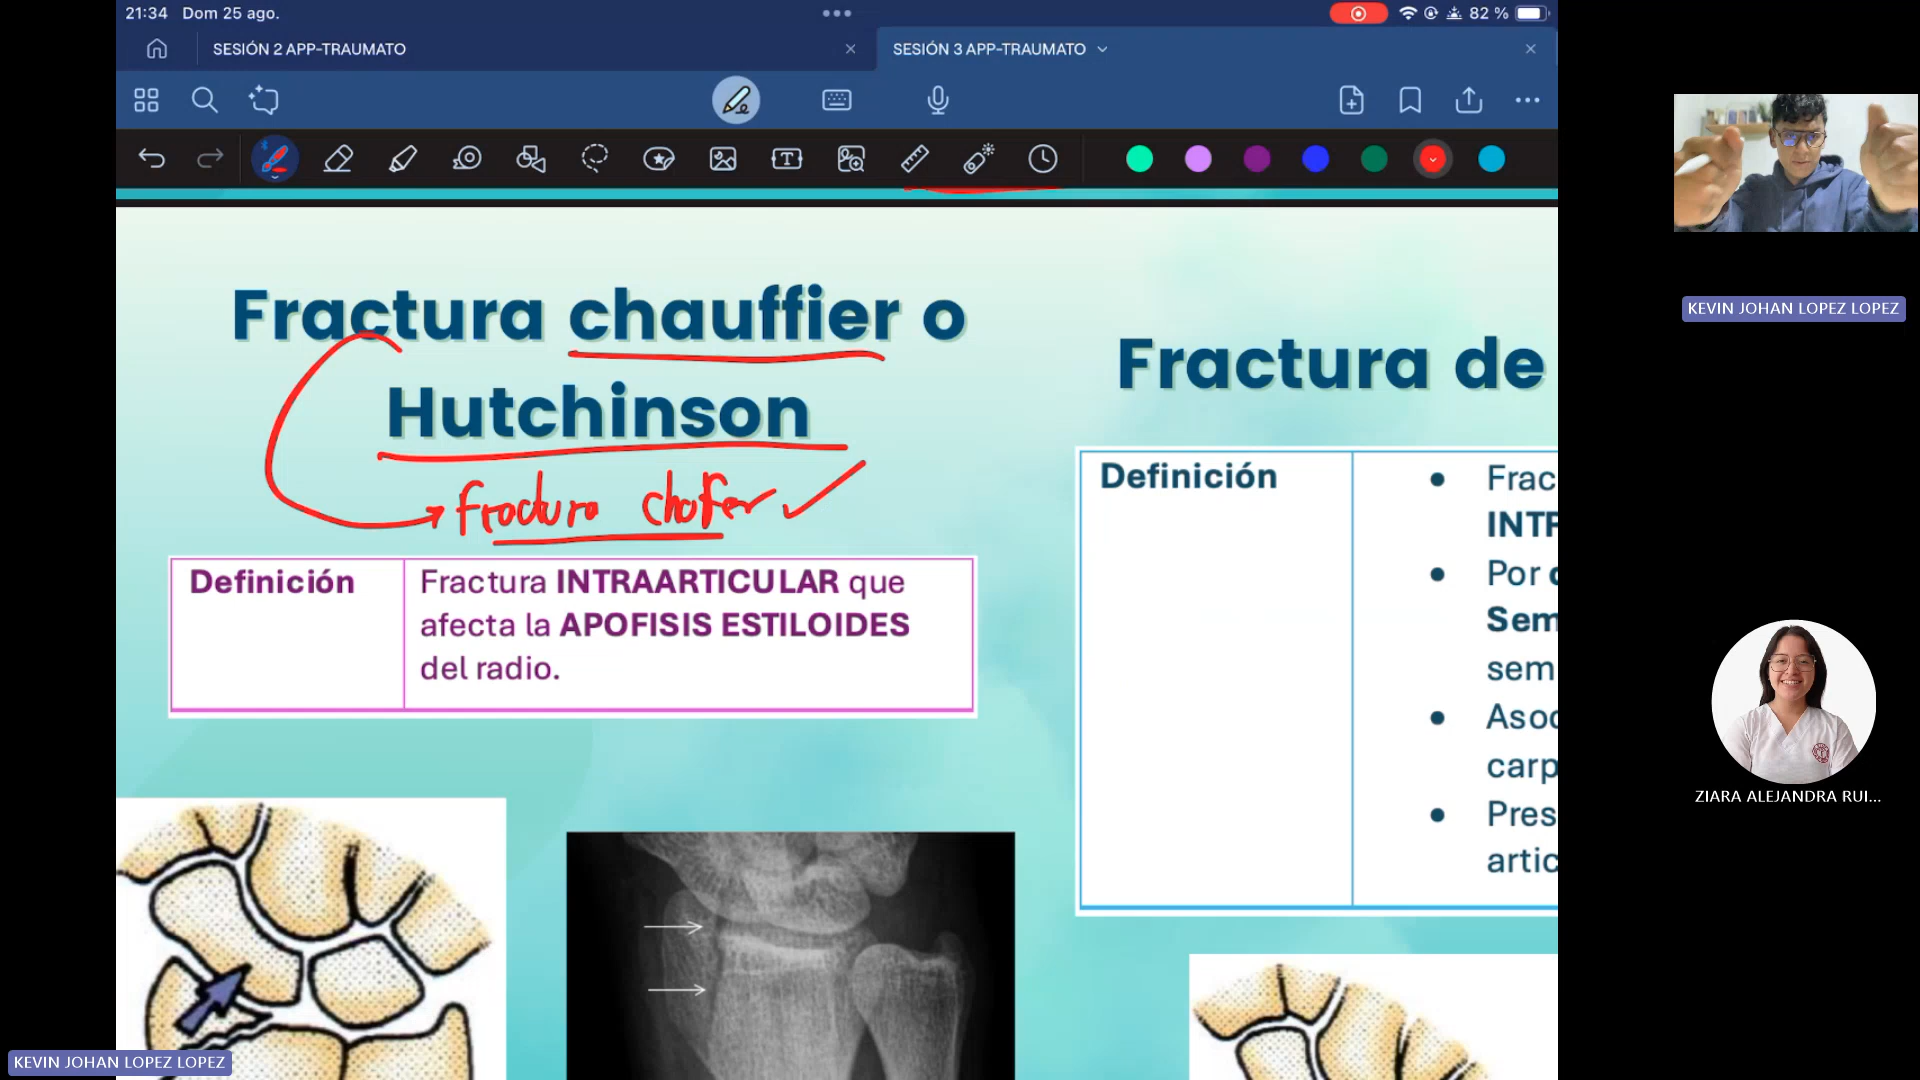 21:34 Dom 25 ago.
82 %
SESIÓN 2 APP-TRAUMATO
SESIÓN 3 APP-TRAUMATO
Fractura chauffier o
Hutchinson
Fractura choffer
Definición
Fractura INTRAARTICULAR que
afecta la APOFISIS ESTILOIDES
del radio.
Fractura de
Definición
Frac
INTR
Por
Sem
sem
Asoc
carp
Pres
artic
KEVIN JOHAN LOPEZ LOPEZ
ZIARA ALEJANDRA RUI...
KEVIN JOHAN LOPEZ LOPEZ